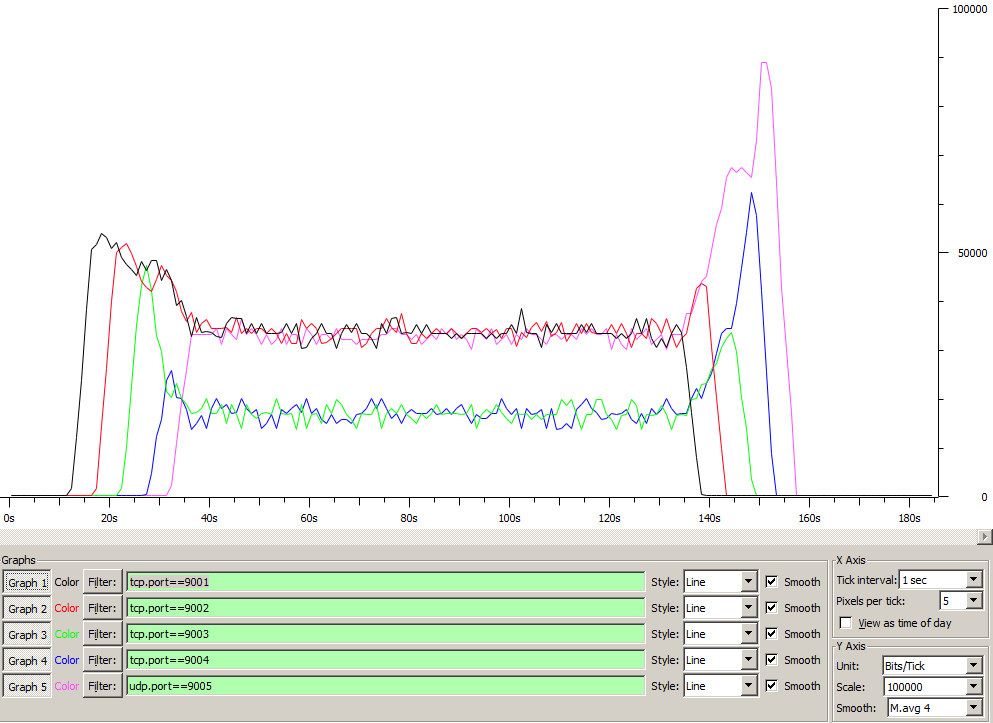 100000
50000
0
0s 20s 40s 60s 80s 100s 120s 140s 160s 180s
Graphs
Graph 1 Color Filter: tcp.port==9001 Style: Line Smooth
Graph 2 Color Filter: tcp.port==9002 Style: Line Smooth
Graph 3 Color Filter: tcp.port==9003 Style: Line Smooth
Graph 4 Color Filter: tcp.port==9004 Style: Line Smooth
Graph 5 Color Filter: udp.port==9005 Style: Line Smooth
X Axis
Tick interval: 1 sec
Pixels per tick: 5
View as time of day
Y Axis
Unit: Bits/Tick
Scale: 100000
Smooth: M.avg 4